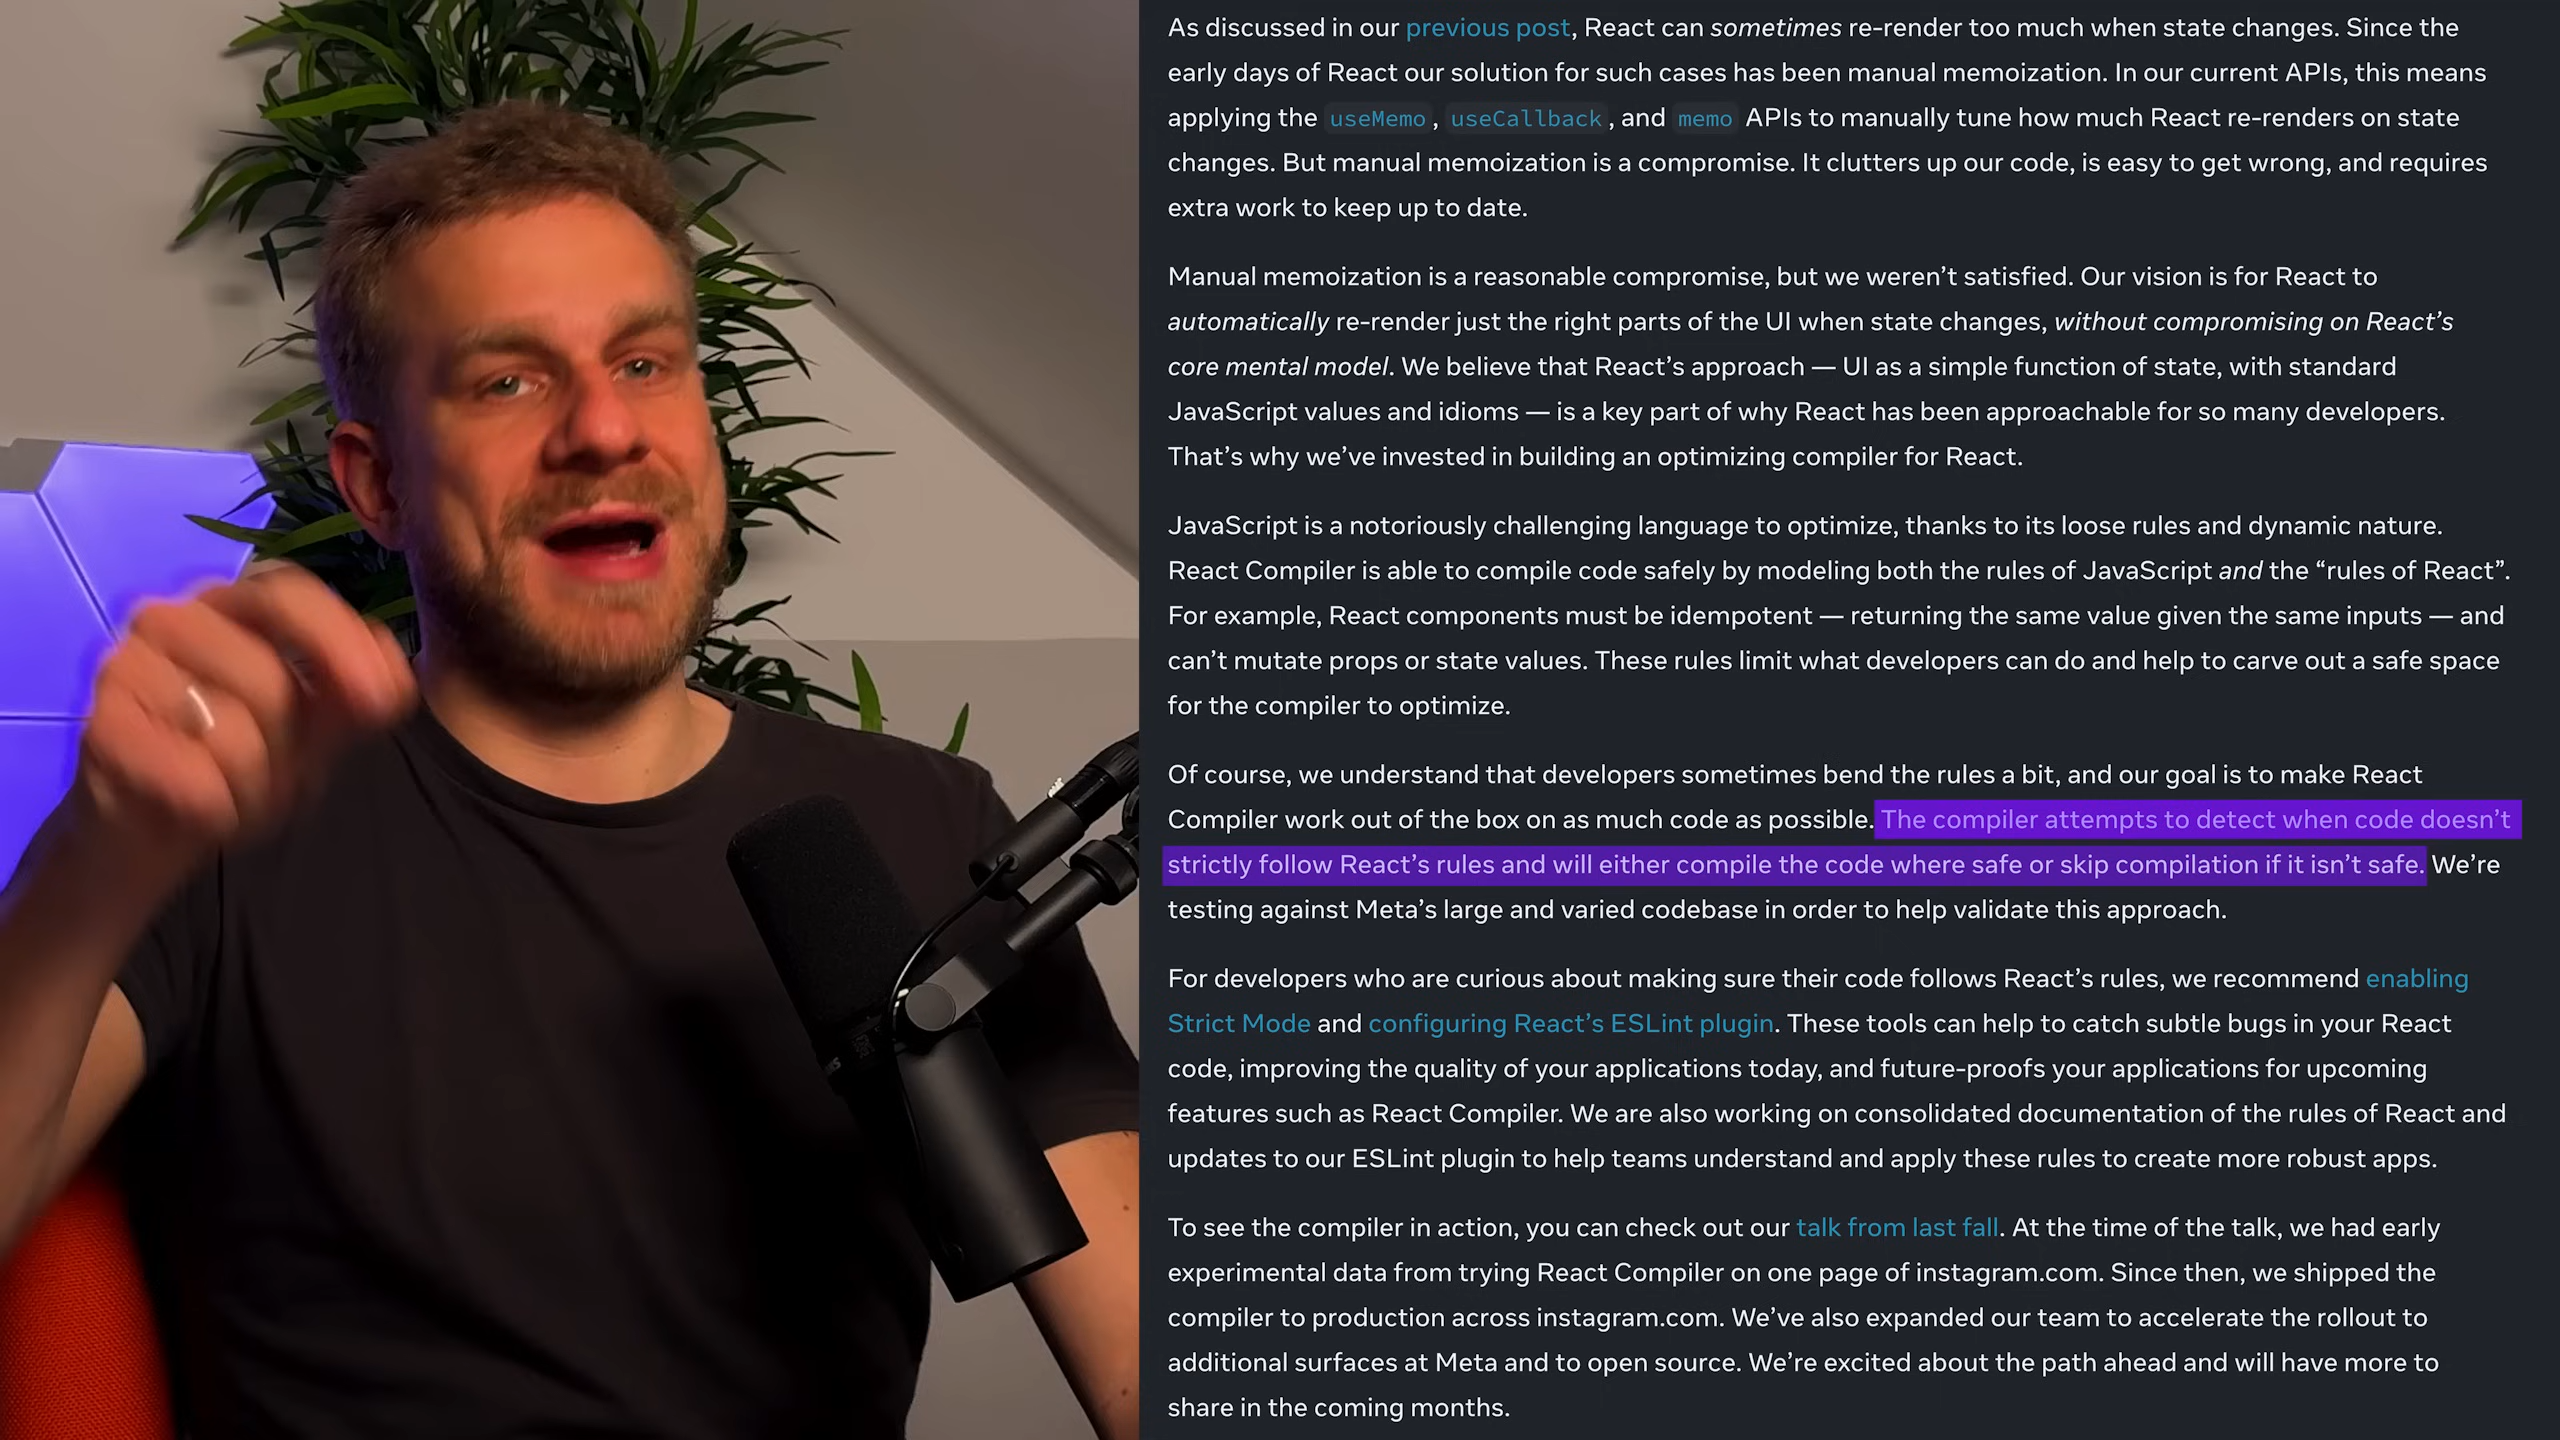 As discussed in our previous post, React can sometimes re-render too much when state changes. Since the
early days of React our solution for such cases has been manual memoization. In our current APIs, this means
applying the useMemo, useCallback, and memo APIs to manually tune how much React re-renders on state
changes. But manual memoization is a compromise. It clutters up our code, is easy to get wrong, and requires
extra work to keep up to date.
Manual memoization is a reasonable compromise, but we weren’t satisfied. Our vision is for React to
automatically re-render just the right parts of the UI when state changes, without compromising on React’s
core mental model. We believe that React’s approach — UI as a simple function of state, with standard
JavaScript values and idioms — is a key part of why React has been approachable for so many developers.
That’s why we’ve invested in building an optimizing compiler for React.
JavaScript is a notoriously challenging language to optimize, thanks to its loose rules and dynamic nature.
React Compiler is able to compile code safely by modeling both the rules of JavaScript and the “rules of React”.
For example, React components must be idempotent — returning the same value given the same inputs — and
can’t mutate props or state values. These rules limit what developers can do and help to carve out a safe space
for the compiler to optimize.
Of course, we understand that developers sometimes bend the rules a bit, and our goal is to make React
Compiler work out of the box on as much code as possible. The compiler attempts to detect when code doesn’t
strictly follow React’s rules and will either compile the code where safe or skip compilation if it isn’t safe. We’re
testing against Meta’s large and varied codebase in order to help validate this approach.
For developers who are curious about making sure their code follows React’s rules, we recommend enabling
Strict Mode and configuring React’s ESLint plugin. These tools can help to catch subtle bugs in your React
code, improving the quality of your applications today, and future-proofs your applications for upcoming
features such as React Compiler. We are also working on consolidated documentation of the rules of React and
updates to our ESLint plugin to help teams understand and apply these rules to create more robust apps.
To see the compiler in action, you can check out our talk from last fall. At the time of the talk, we had early
experimental data from trying React Compiler on one page of instagram.com. Since then, we shipped the
compiler to production across instagram.com. We’ve also expanded our team to accelerate the rollout to
additional surfaces at Meta and to open source. We’re excited about the path ahead and will have more to
share in the coming months.